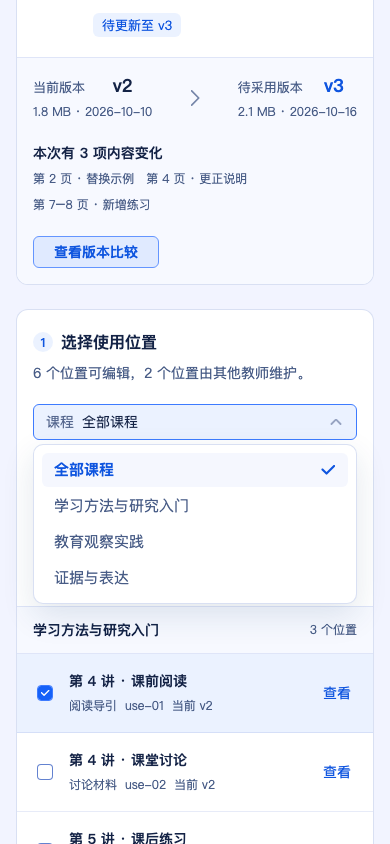 待更新至 v3
当前版本 v2
1.8 MB · 2026-10-10
待采用版本 v3
2.1 MB · 2026-10-16
本次有 3 项内容变化
第 2 页 · 替换示例 第 4 页 · 更正说明
第 7–8 页 · 新增练习
查看版本比较
1 选择使用位置
6 个位置可编辑，2 个位置由其他教师维护。
课程 全部课程
全部课程
学习方法与研究入门
教育观察实践
证据与表达
学习方法与研究入门 3 个位置
第 4 讲 · 课前阅读
阅读导引 use-01 当前 v2
查看
第 4 讲 · 课堂讨论
讨论材料 use-02 当前 v2
查看
第 5 讲 · 课后练习